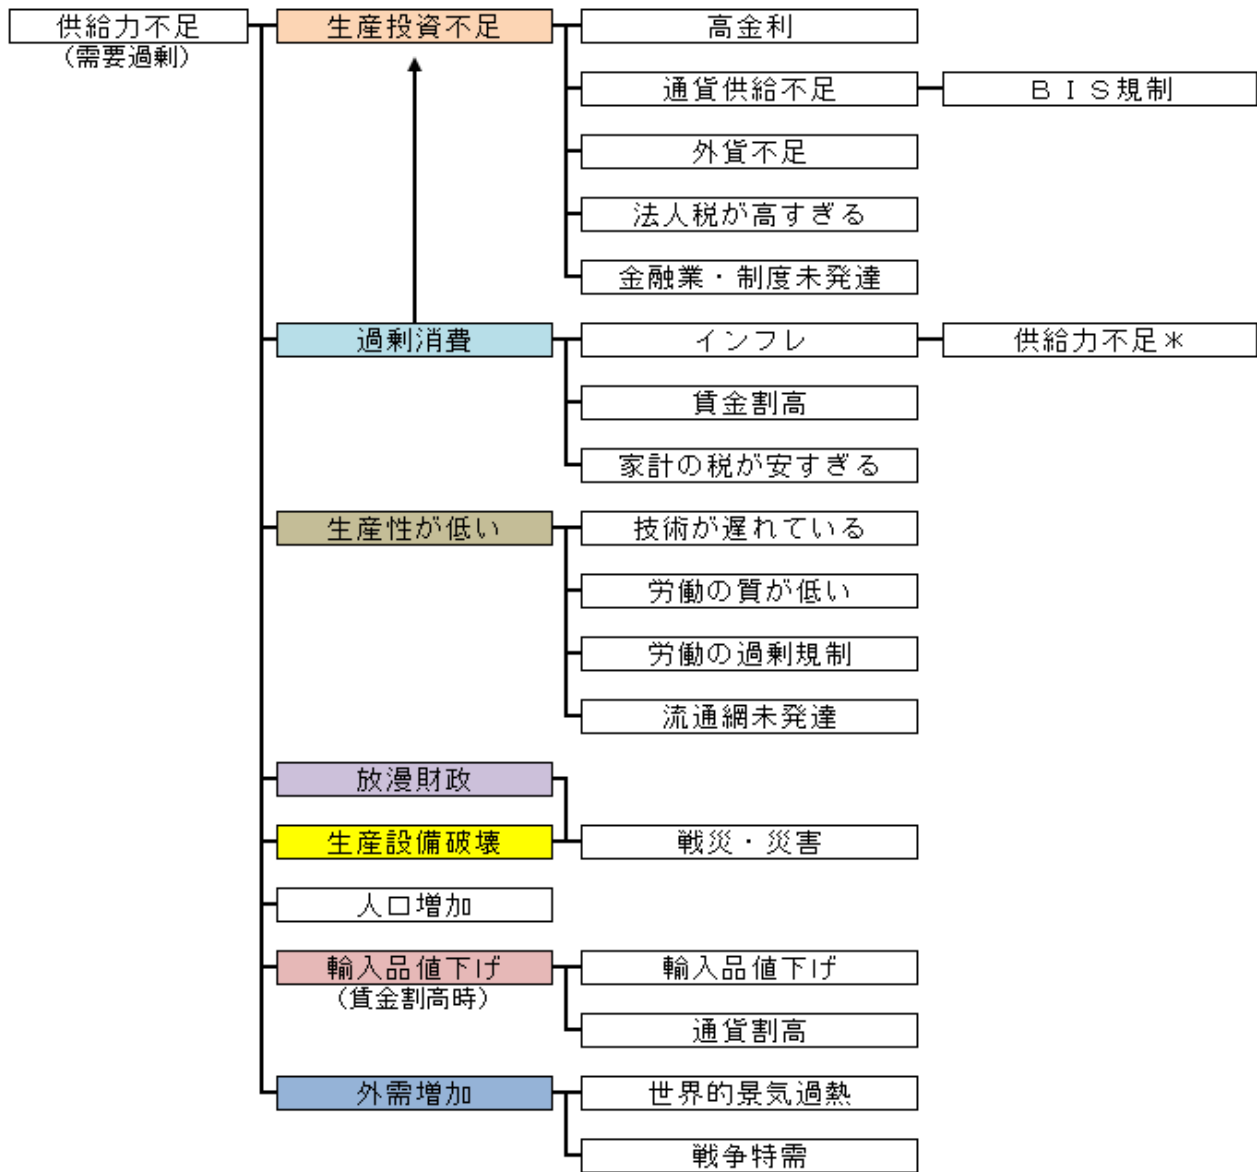 供給力不足
(需要過剰)
生産投資不足
高金利
通貨供給不足
ＢＩＳ規制
外貨不足
法人税が高すぎる
金融業・制度未発達
過剰消費
インフレ
供給力不足＊
賃金割高
家計の税が安すぎる
生産性が低い
技術が遅れている
労働の質が低い
労働の過剰規制
流通網未発達
放漫財政
生産設備破壊
戦災・災害
人口増加
輸入品値下げ
(賃金割高時)
輸入品値下げ
通貨割高
外需増加
世界的景気過熱
戦争特需